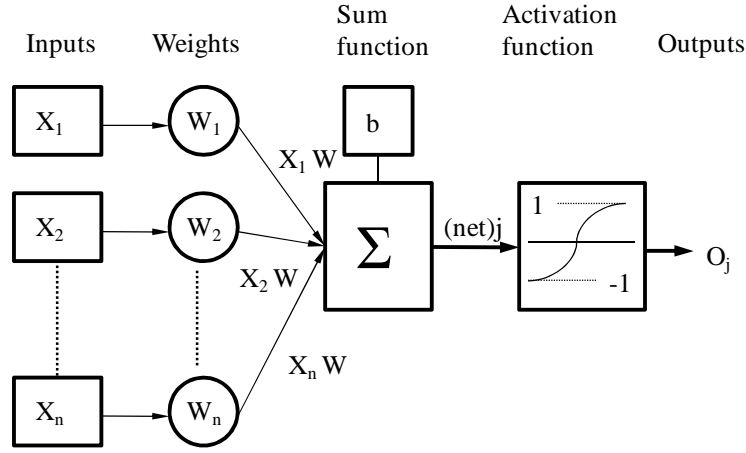 Inputs
Weights
Sum
function
Activation
function
Outputs
X₁
W₁
X₁ W
b
X₂
W₂
X₂ W
Σ
(net)j
1
-1
Oⱼ
Xₙ
Wₙ
Xₙ W